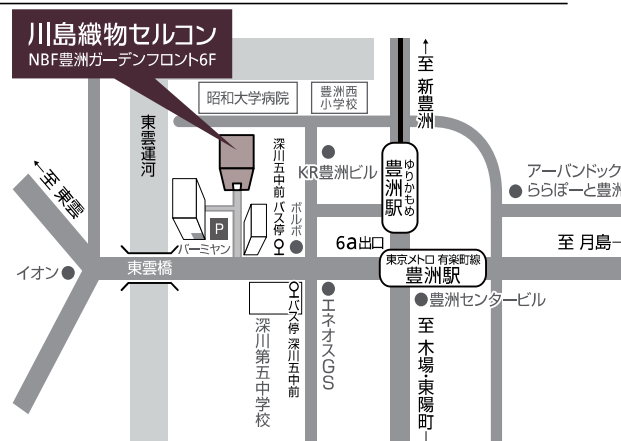 川島織物セルコン
NBF豊洲ガーデンフロント6F
←至 新豊洲
昭和大学病院
豊洲西
小学校
東雲運河
深川五中前 バス停
KR豊洲ビル
ゆりかもめ
豊洲駅
アーバンドック
ららぽーと豊洲
←至 東雲
P
バーミヤン
ボルボ
6a出口
至 月島
イオン
東雲橋
東京メトロ 有楽町線
豊洲駅
豊洲センタービル
深川第五中学校
バス停 深川五中前
エネオスGS
至 木場・東陽町